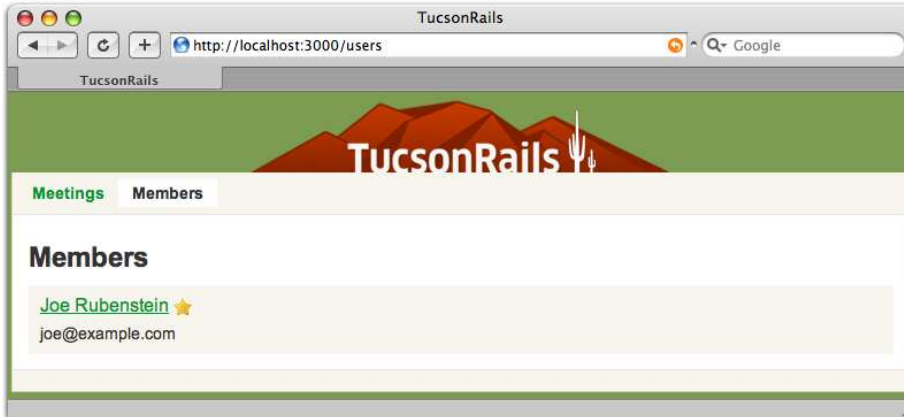 TucsonRails
http://localhost:3000/users
Google
TucsonRails
TucsonRails
Meetings Members
Members
Joe Rubenstein
joe@example.com